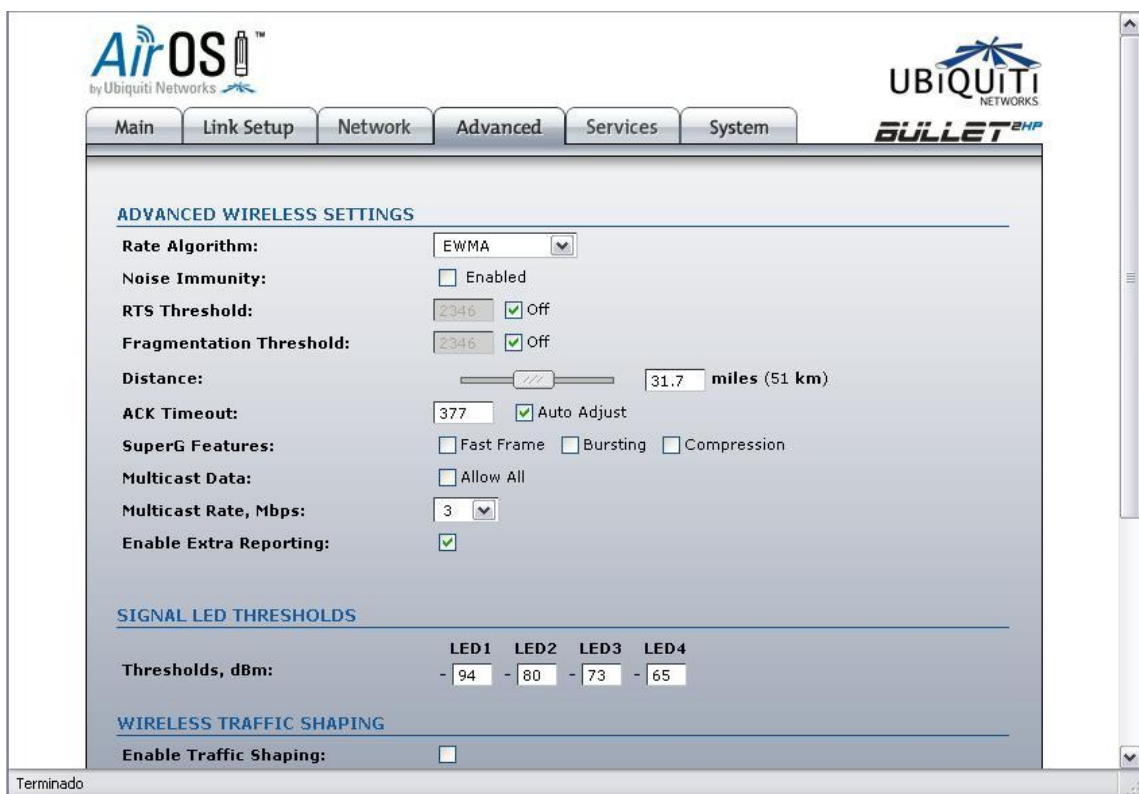 AirOS™
by Ubiquiti Networks
UBiQUiTi
NETWORKS
Main Link Setup Network Advanced Services System
BULLET2HP
ADVANCED WIRELESS SETTINGS
Rate Algorithm: EWMA
Noise Immunity: Enabled
RTS Threshold: 2346 Off
Fragmentation Threshold: 2346 Off
Distance: 31.7 miles (51 km)
ACK Timeout: 377 Auto Adjust
SuperG Features: Fast Frame Bursting Compression
Multicast Data: Allow All
Multicast Rate, Mbps: 3
Enable Extra Reporting:
SIGNAL LED THRESHOLDS
LED1 LED2 LED3 LED4
Thresholds, dBm: - 94 - 80 - 73 - 65
WIRELESS TRAFFIC SHAPING
Enable Traffic Shaping:
Terminado